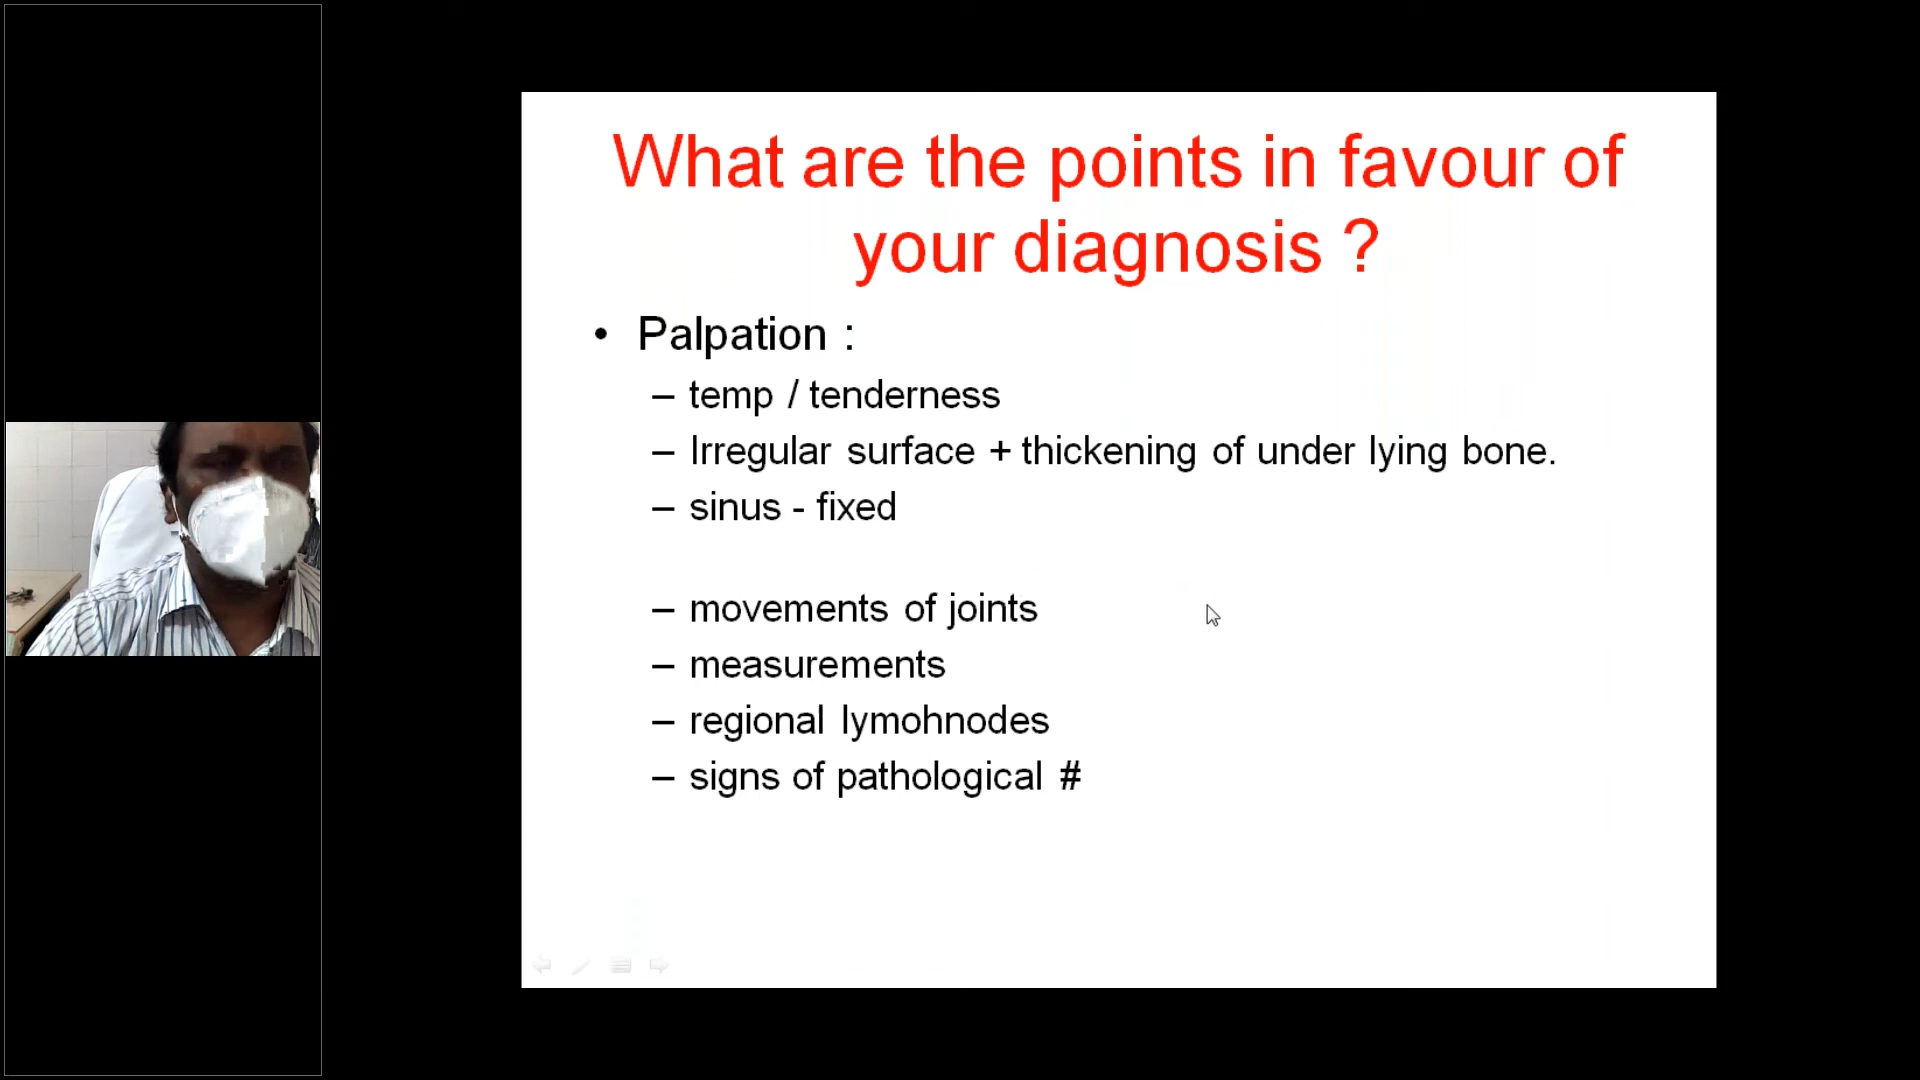 What are the points in favour of
your diagnosis ?
• Palpation :
– temp / tenderness
– Irregular surface + thickening of under lying bone.
– sinus - fixed
– movements of joints
– measurements
– regional lymohnodes
– signs of pathological #